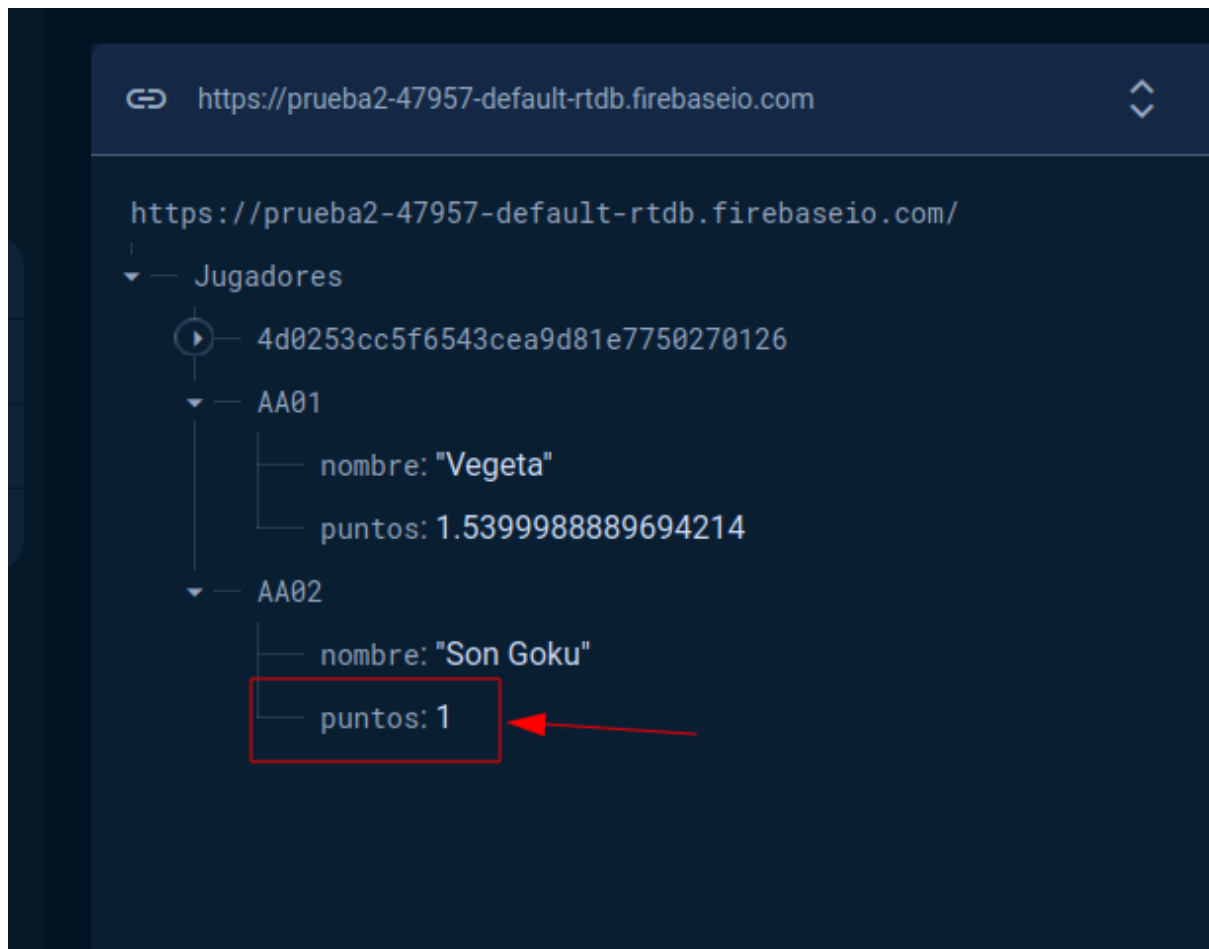 https://prueba2-47957-default-rtdb.firebaseio.com
https://prueba2-47957-default-rtdb.firebaseio.com/
Jugadores
4d0253cc5f6543cea9d81e7750270126
AA01
nombre: "Vegeta"
puntos: 1.5399988889694214
AA02
nombre: "Son Goku"
puntos: 1